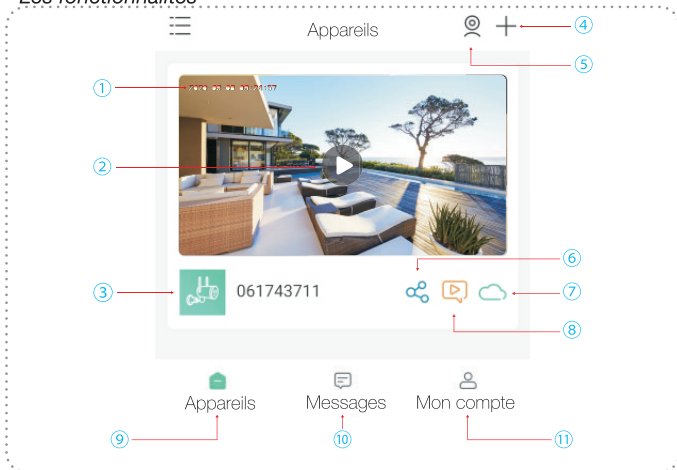 Les fonctionnalités
Appareils
④
⑤
①
②
⑥
③ 061743711 ⑦
⑧
Appareils Messages Mon compte
⑨ ⑩ ⑪